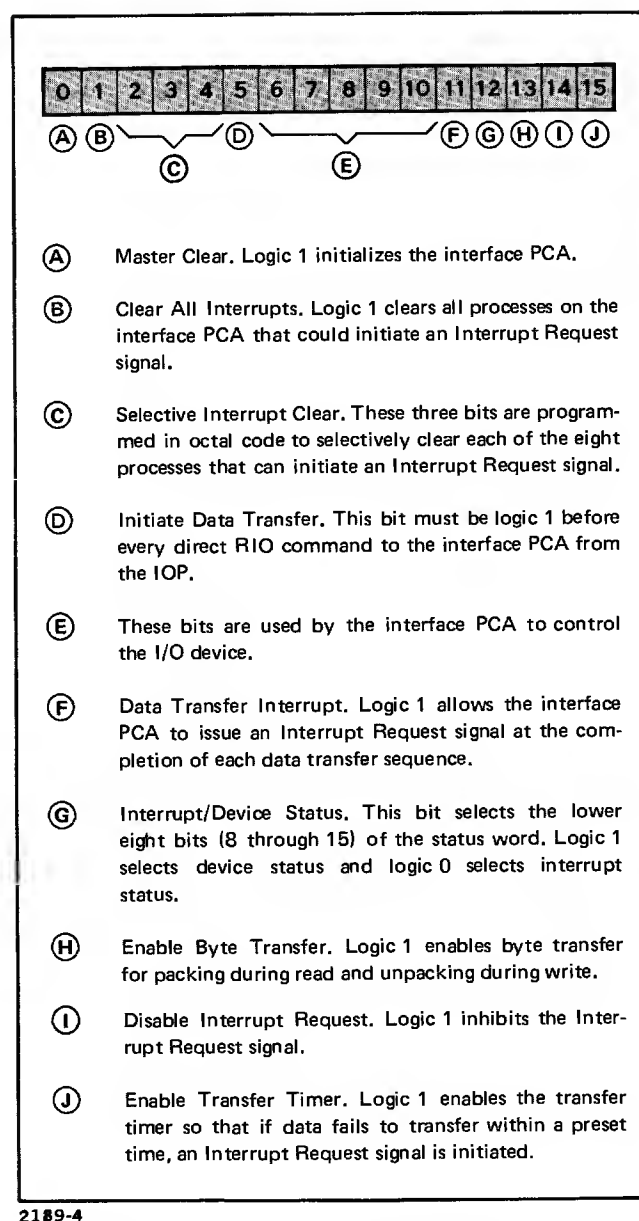 0 1 2 3 4 5 6 7 8 9 10 11 12 13 14 15
A B D F G H I J
C E
A Master Clear. Logic 1 initializes the interface PCA.
B Clear All Interrupts. Logic 1 clears all processes on the
interface PCA that could initiate an Interrupt Request
signal.
C Selective Interrupt Clear. These three bits are program-
med in octal code to selectively clear each of the eight
processes that can initiate an Interrupt Request signal.
D Initiate Data Transfer. This bit must be logic 1 before
every direct RIO command to the interface PCA from
the IOP.
E These bits are used by the interface PCA to control
the I/O device.
F Data Transfer Interrupt. Logic 1 allows the interface
PCA to issue an Interrupt Request signal at the com-
pletion of each data transfer sequence.
G Interrupt/Device Status. This bit selects the lower
eight bits (8 through 15) of the status word. Logic 1
selects device status and logic 0 selects interrupt
status.
H Enable Byte Transfer. Logic 1 enables byte transfer
for packing during read and unpacking during write.
I Disable Interrupt Request. Logic 1 inhibits the Inter-
rupt Request signal.
J Enable Transfer Timer. Logic 1 enables the transfer
timer so that if data fails to transfer within a preset
time, an Interrupt Request signal is initiated.
2189-4